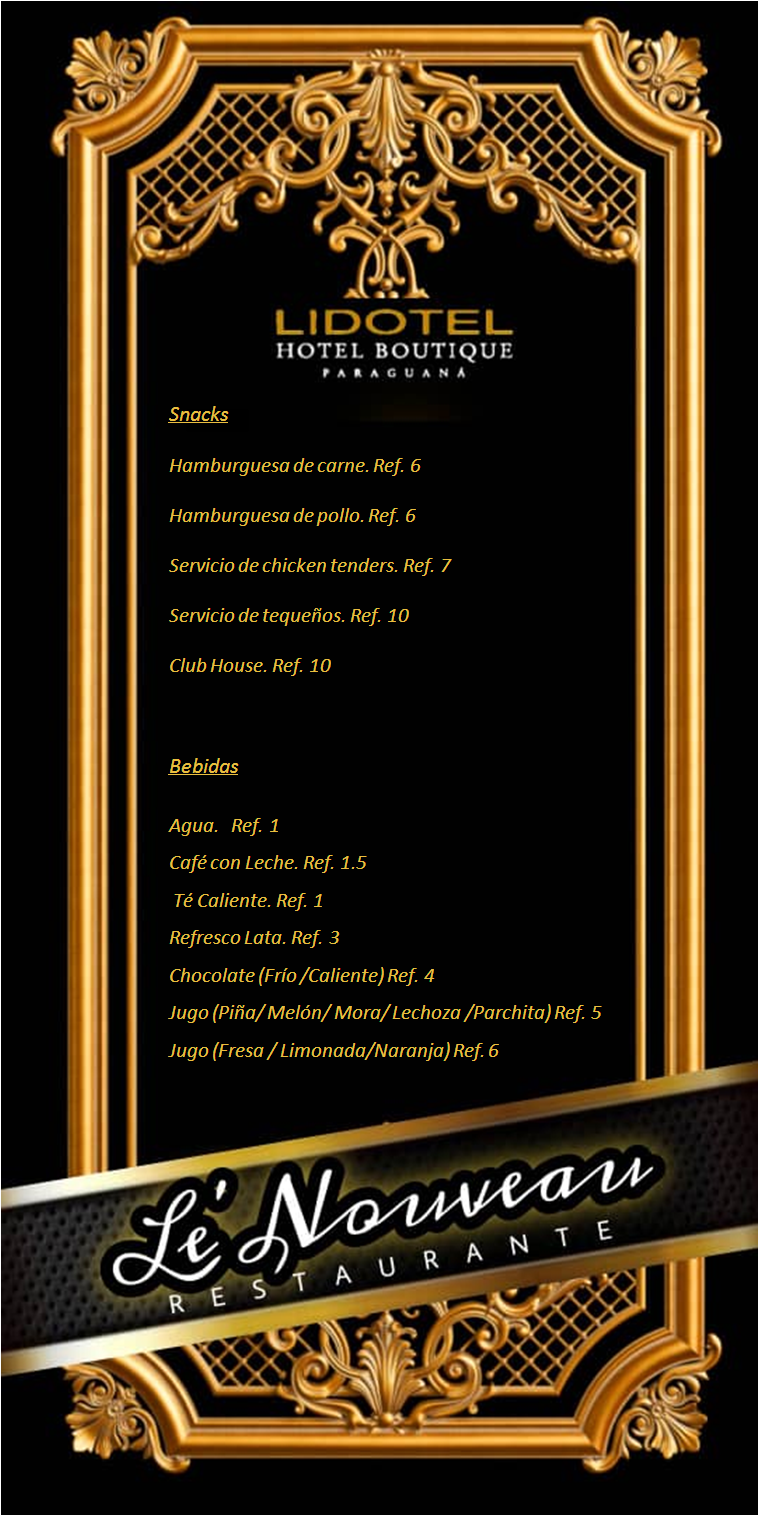 LIDOTEL
HOTEL BOUTIQUE
PARAGUANÁ
Snacks
Hamburguesa de carne. Ref. 6
Hamburguesa de pollo. Ref. 6
Servicio de chicken tenders. Ref. 7
Servicio de tequeños. Ref. 10
Club House. Ref. 10
Bebidas
Agua.   Ref. 1
Café con Leche. Ref. 1.5
Té Caliente. Ref. 1
Refresco Lata. Ref. 3
Chocolate (Frío /Caliente) Ref. 4
Jugo (Piña/ Melón/ Mora/ Lechoza /Parchita) Ref. 5
Jugo (Fresa / Limonada/Naranja) Ref. 6
Le' Nouveau
RESTAURANTE